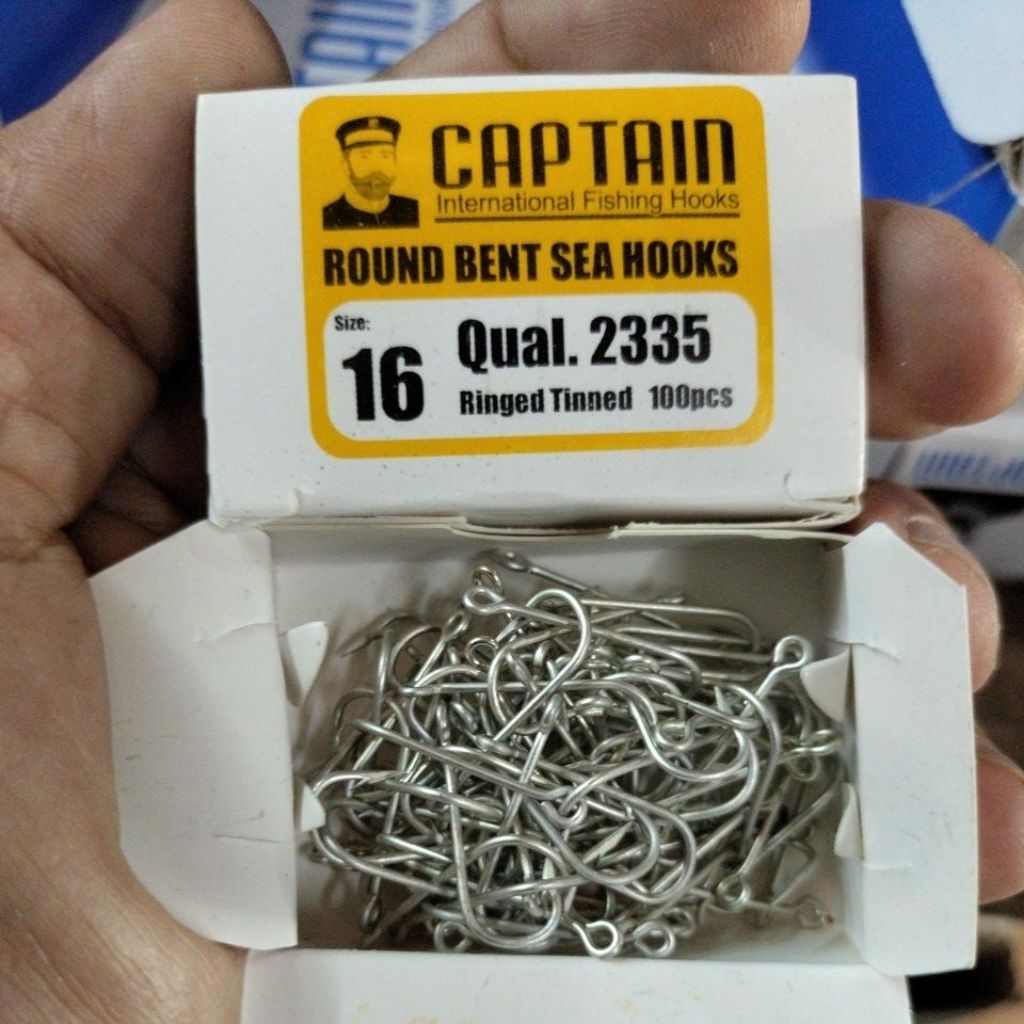 CAPTAIN
International Fishing Hooks
ROUND BENT SEA HOOKS
Size:
16
Qual. 2335
Ringed Tinned 100pcs